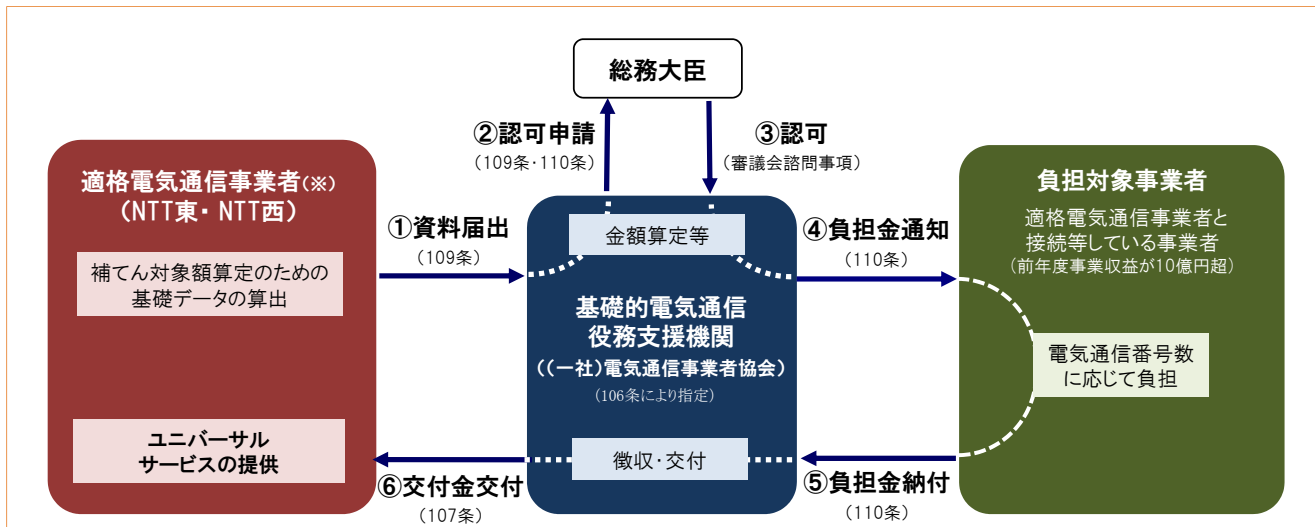 総務大臣
②認可申請
(109条・110条)
③認可
(審議会諮問事項)
適格電気通信事業者(※)
(NTT東・NTT西)
補てん対象額算定のための
基礎データの算出
ユニバーサル
サービスの提供
①資料届出
(109条)
金額算定等
基礎的電気通信
役務支援機関
((一社)電気通信事業者協会)
(106条により指定)
徴収・交付
④負担金通知
(110条)
負担対象事業者
適格電気通信事業者と
接続等している事業者
(前年度事業収益が10億円超)
電気通信番号数
に応じて負担
⑤負担金納付
(110条)
⑥交付金交付
(107条)